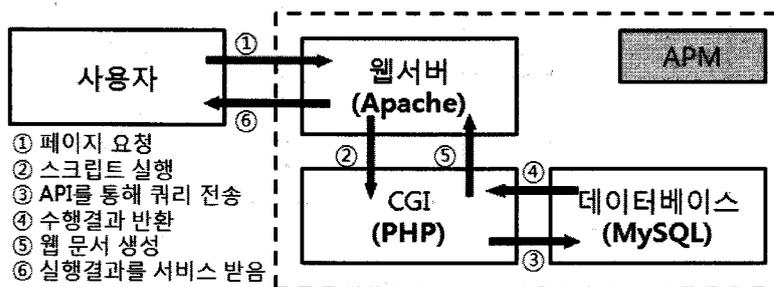 사용자
①
⑥
웹서버
(Apache)
APM
②
⑤
CGI
(PHP)
④
③
데이터베이스
(MySQL)
① 페이지 요청
② 스크립트 실행
③ API를 통해 쿼리 전송
④ 수행결과 반환
⑤ 웹 문서 생성
⑥ 실행결과를 서비스 받음